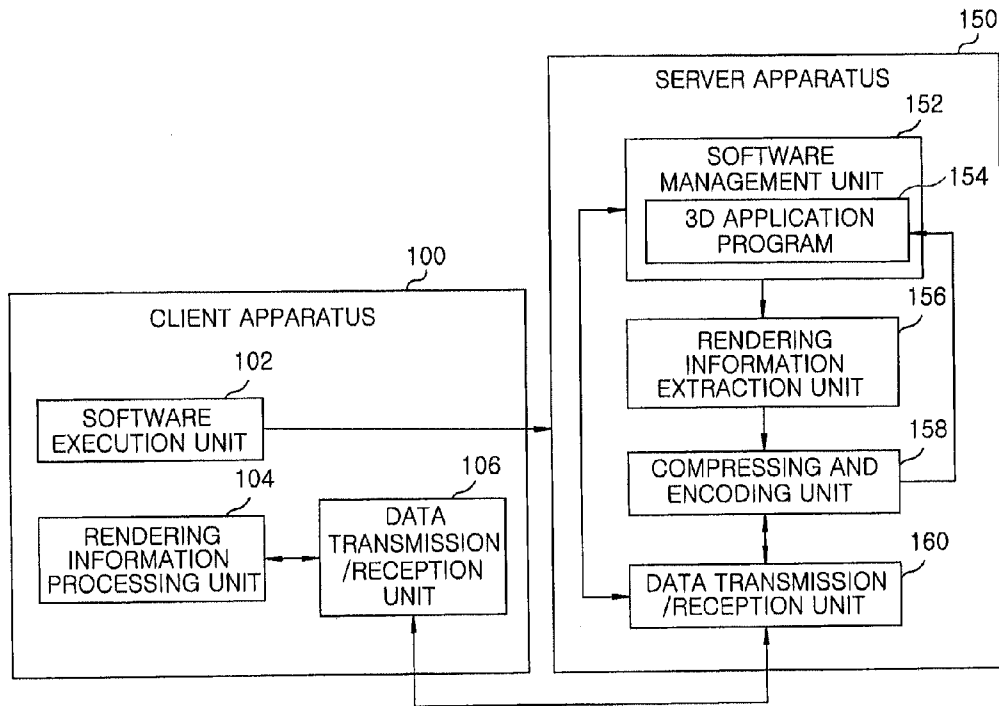 150
SERVER APPARATUS
152
SOFTWARE
MANAGEMENT UNIT
154
3D APPLICATION
PROGRAM
100
CLIENT APPARATUS
156
RENDERING
INFORMATION
EXTRACTION UNIT
102
SOFTWARE
EXECUTION UNIT
158
COMPRESSING AND
ENCODING UNIT
104
RENDERING
INFORMATION
PROCESSING UNIT
106
DATA
TRANSMISSION
/RECEPTION
UNIT
160
DATA TRANSMISSION
/RECEPTION UNIT